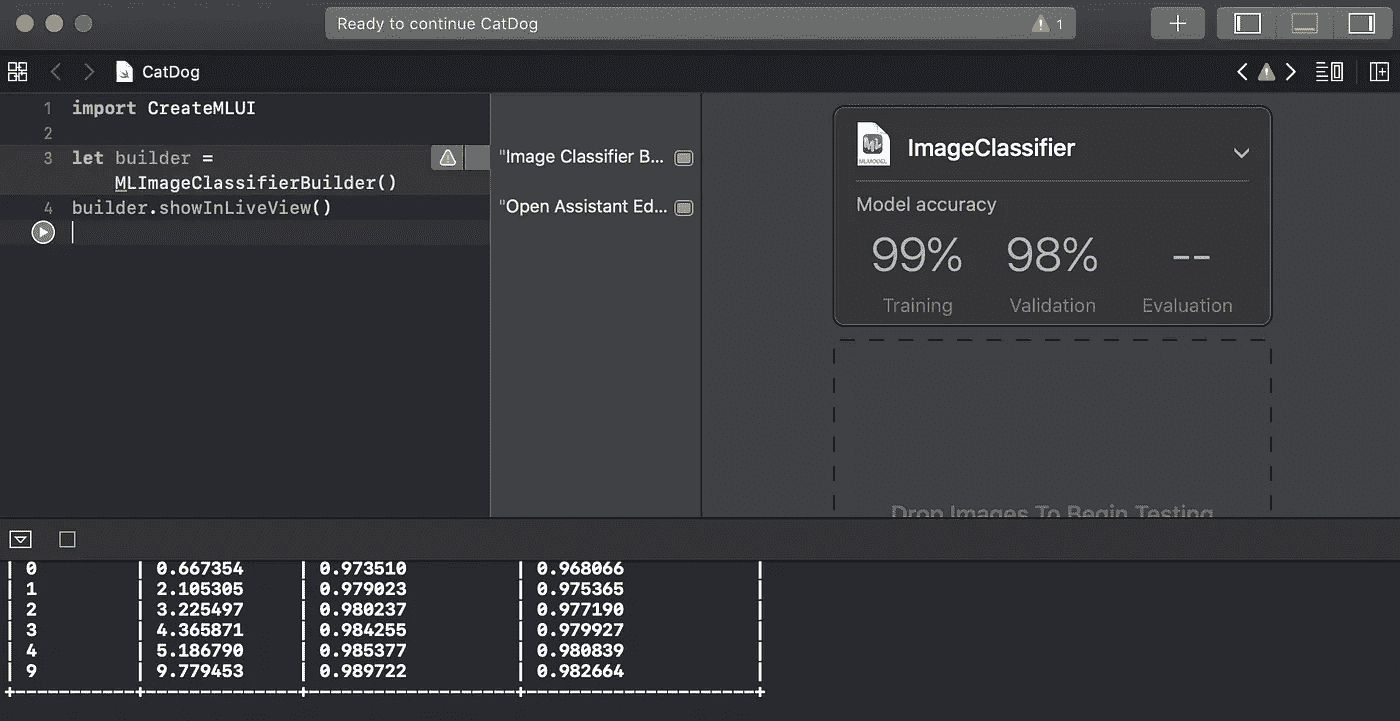 Ready to continue CatDog
1
CatDog
1 import CreateMLUI
2
3 let builder =
MLImageClassifierBuilder()
4 builder.showInLiveView()
"Image Classifier B...
"Open Assistant Ed...
ML
MLMODEL
ImageClassifier
Model accuracy
99% 98% --
Training Validation Evaluation
Drop Images To Begin Testing
| 0 | 0.667354 | 0.973510 | 0.968066 |
| 1 | 2.105305 | 0.979023 | 0.975365 |
| 2 | 3.225497 | 0.980237 | 0.977190 |
| 3 | 4.365871 | 0.984255 | 0.979927 |
| 4 | 5.186790 | 0.985377 | 0.980839 |
| 9 | 9.779453 | 0.989722 | 0.982664 |
+-----------+--------------+-------------------+---------------------+